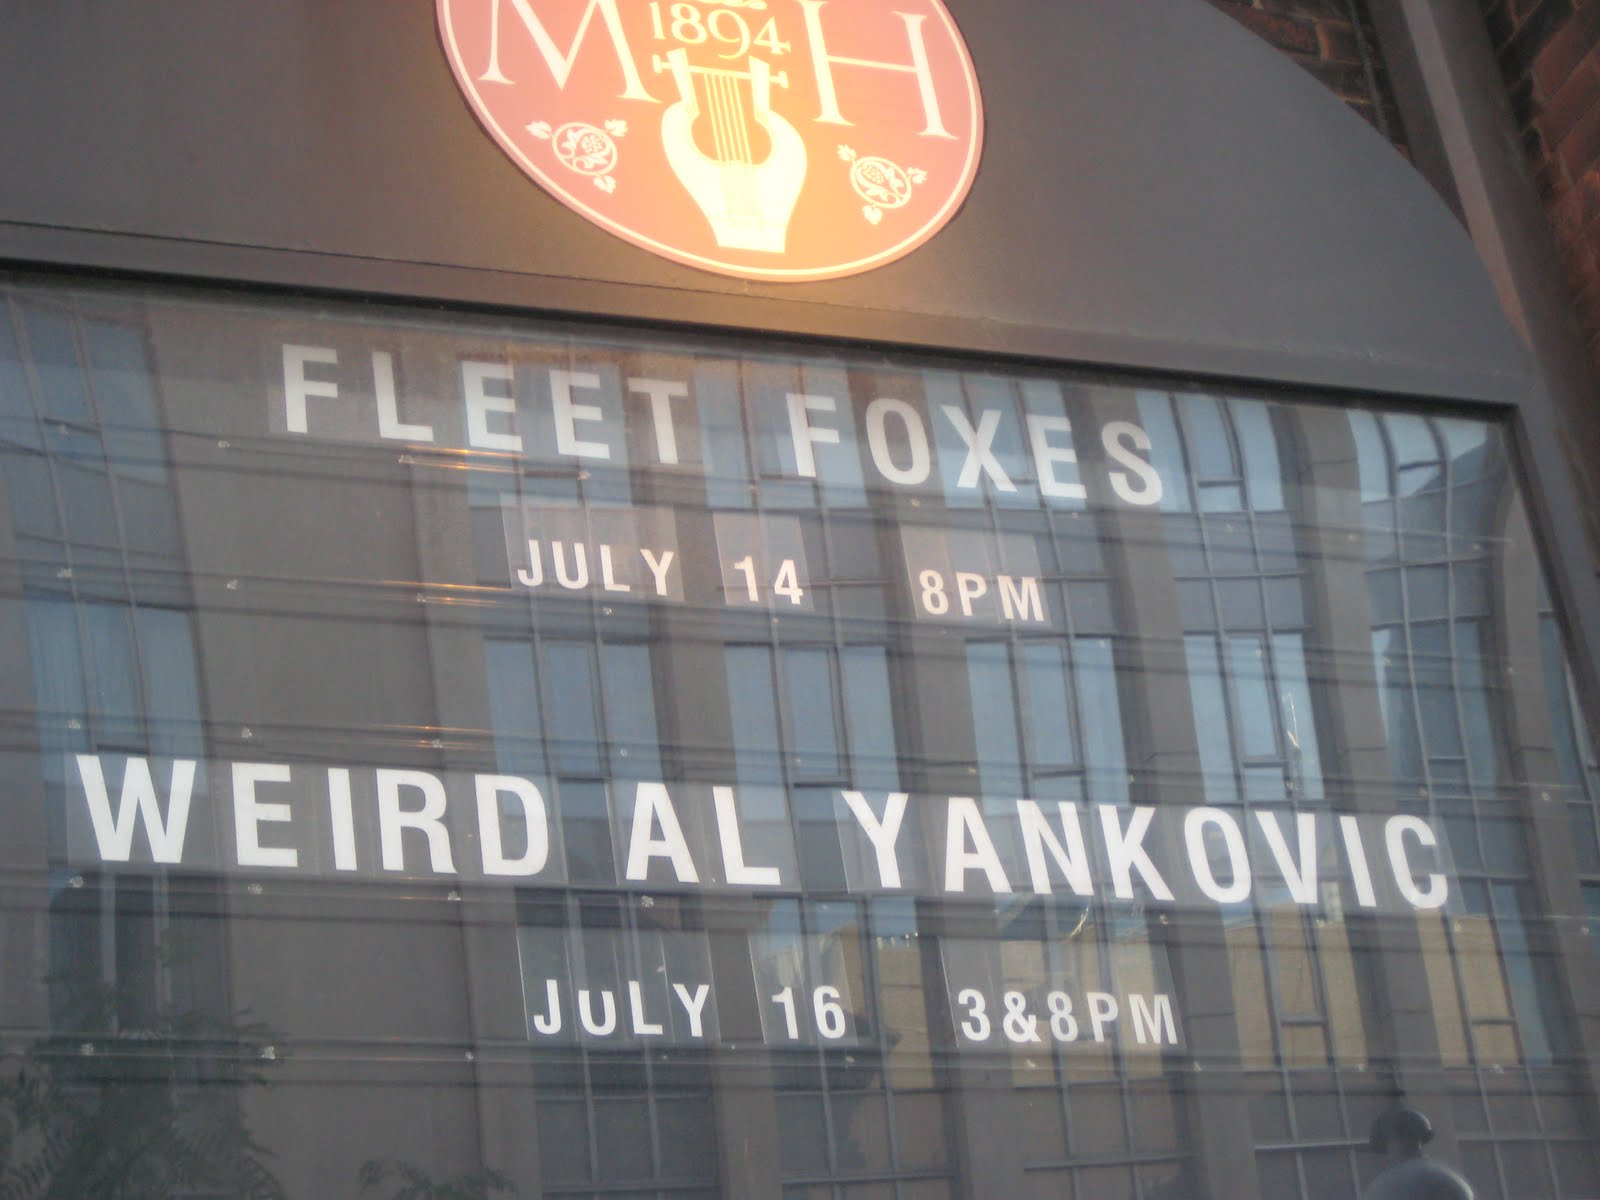 1894
M H
FLEET FOXES
JULY 14 8PM
WEIRD AL YANKOVIC
JULY 16 3&8PM